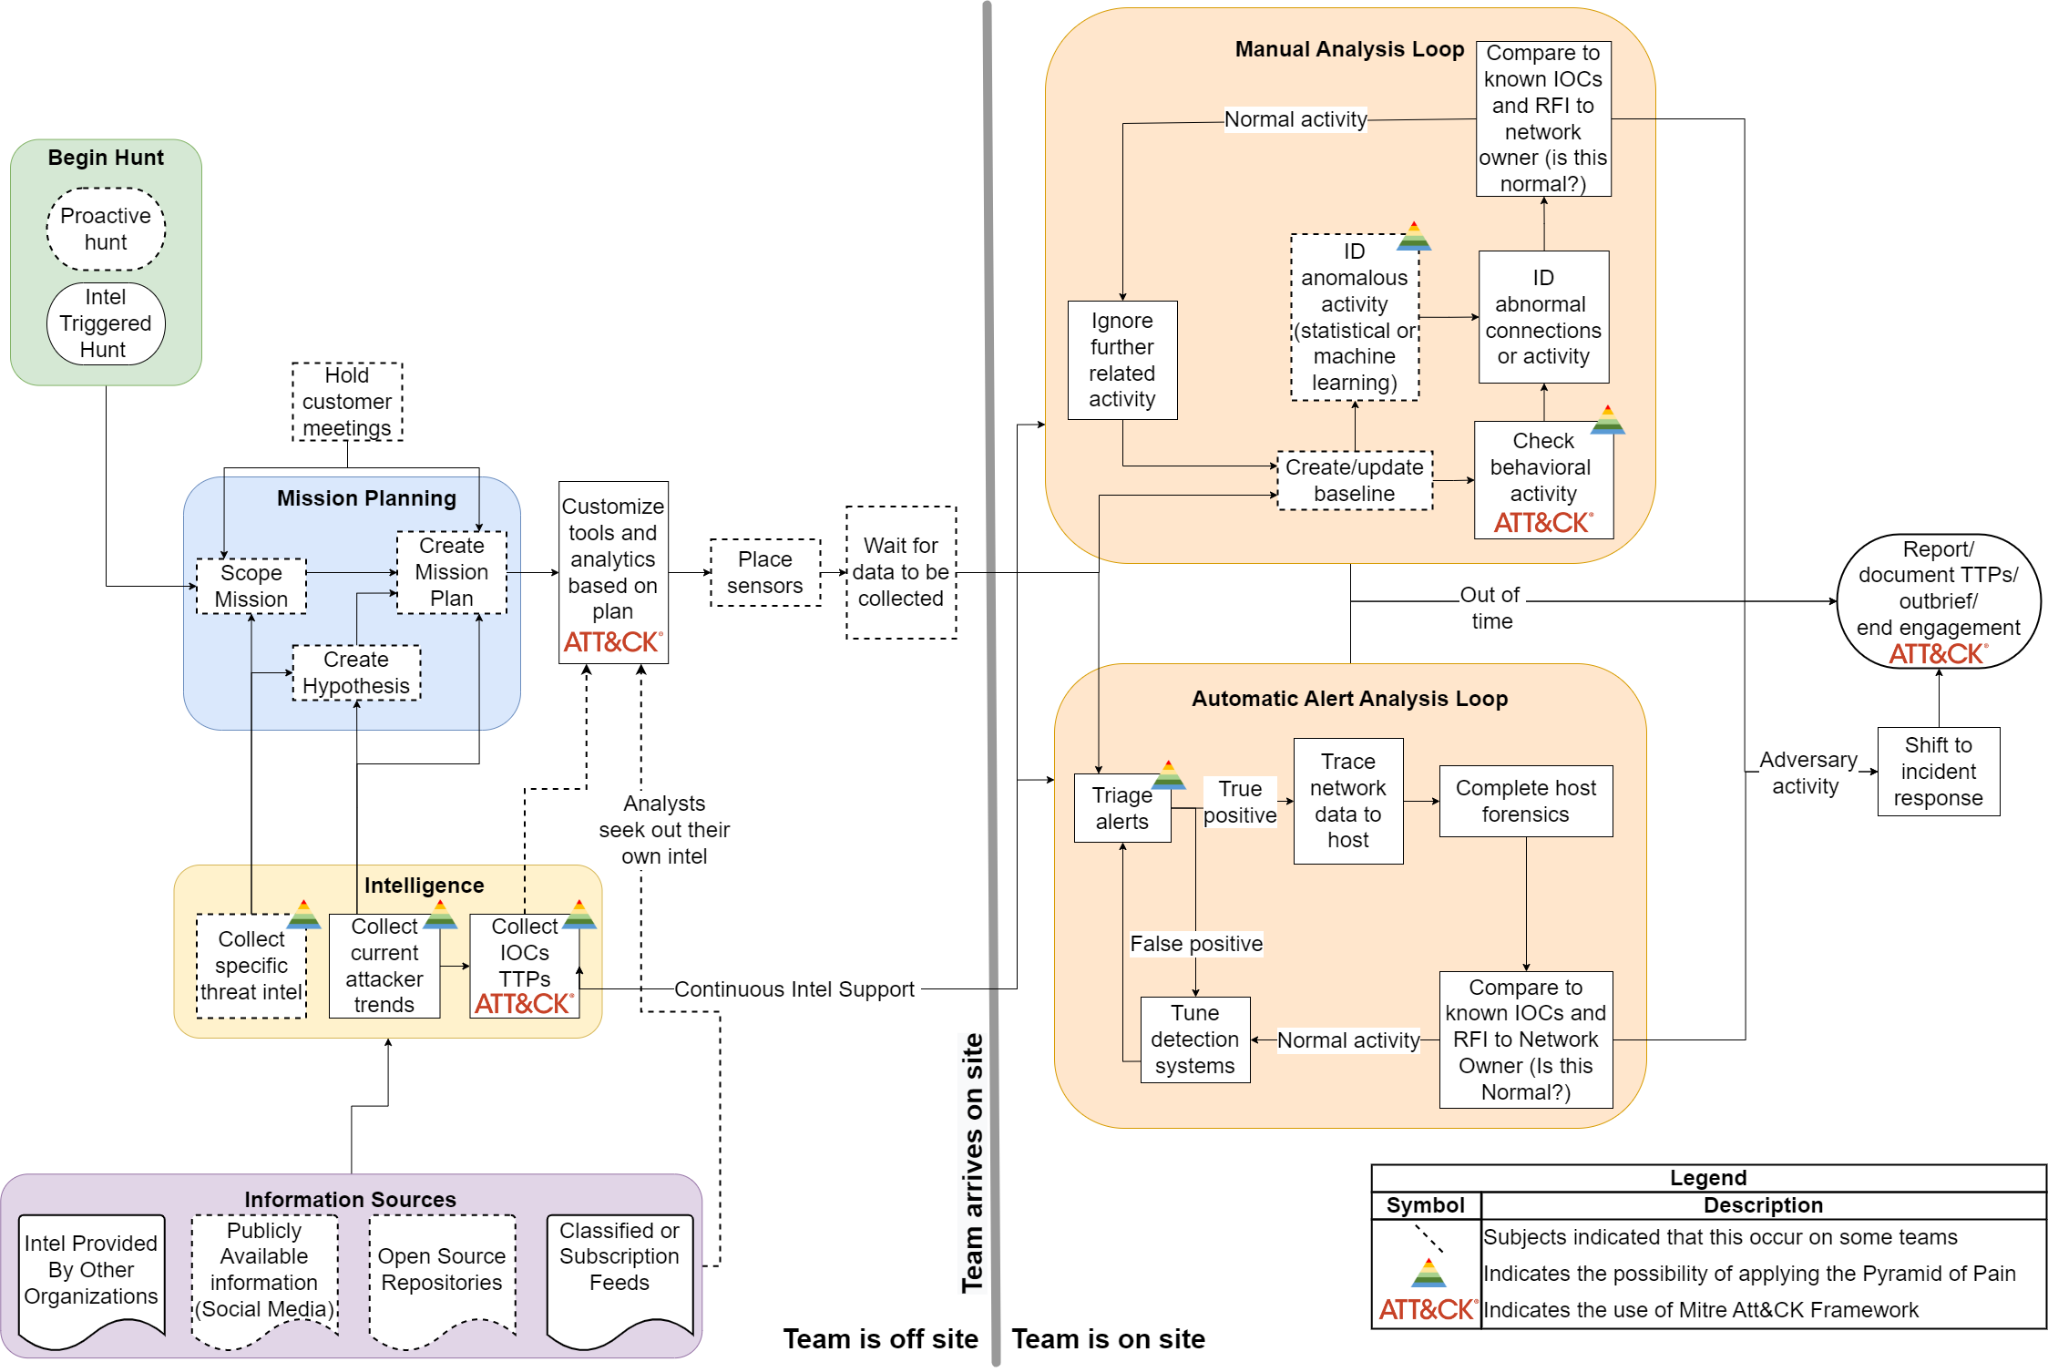 Begin Hunt
Proactive
hunt
Intel
Triggered
Hunt
Hold
customer
meetings
Mission Planning
Scope
Mission
Create
Mission
Plan
Create
Hypothesis
Customize
tools and
analytics
based on
plan
ATT&CK®
Place
sensors
Wait for
data to be
collected
Analysts
seek out their
own intel
Intelligence
Collect
specific
threat intel
Collect
current
attacker
trends
Collect
IOCs
TTPs
ATT&CK®
Continuous Intel Support
Information Sources
Intel Provided
By Other
Organizations
Publicly
Available
information
(Social Media)
Open Source
Repositories
Classified or
Subscription
Feeds
Team arrives on site
Team is off site
Team is on site
Manual Analysis Loop
Compare to
known IOCs
and RFI to
network
owner (is this
normal?)
Normal activity
Ignore
further
related
activity
ID
anomalous
activity
(statistical or
machine
learning)
ID
abnormal
connections
or activity
Create/update
baseline
Check
behavioral
activity
ATT&CK®
Out of
time
Report/
document TTPs/
outbrief/
end engagement
ATT&CK®
Automatic Alert Analysis Loop
Triage
alerts
True
positive
Trace
network
data to
host
Complete host
forensics
False positive
Tune
detection
systems
Normal activity
Compare to
known IOCs and
RFI to Network
Owner (Is this
Normal?)
Adversary
activity
Shift to
incident
response
Legend
Symbol Description
Subjects indicated that this occur on some teams
Indicates the possibility of applying the Pyramid of Pain
ATT&CK® Indicates the use of Mitre Att&CK Framework